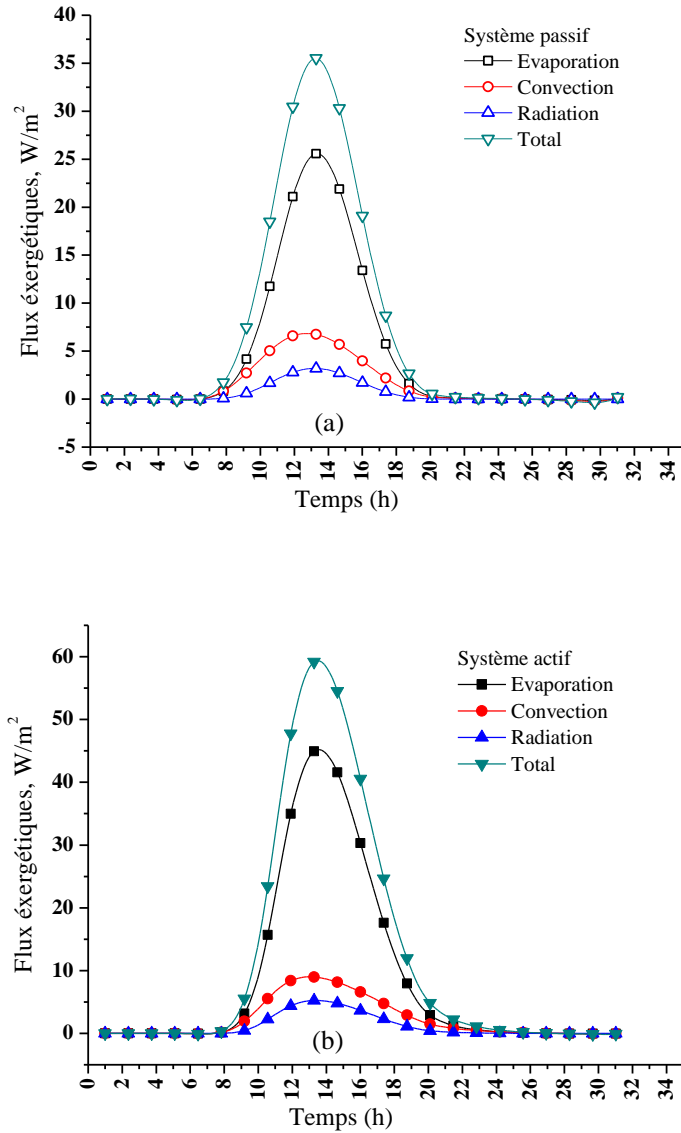 40
35
30
25
20
15
10
5
0
-5
Flux éxergétiques, W/m²
Système passif
Evaporation
Convection
Radiation
Total
(a)
0 2 4 6 8 10 12 14 16 18 20 22 24 26 28 30 32 34
Temps (h)
60
50
40
30
20
10
0
Flux éxergétiques, W/m²
Système actif
Evaporation
Convection
Radiation
Total
(b)
0 2 4 6 8 10 12 14 16 18 20 22 24 26 28 30 32 34
Temps (h)